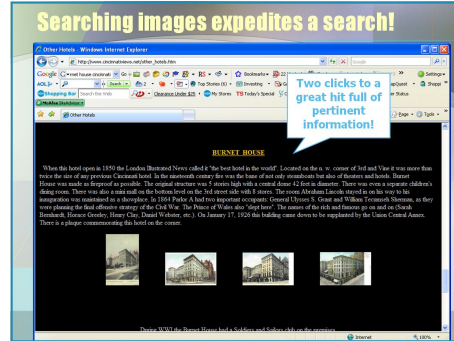 Searching images expedites a search!
Other Hotels - Windows Internet Explorer
http://www.cincinnativiews.net/other_hotels.htm
Google
Two clicks to a
great hit full of
pertinent
information!
Other Hotels
Page
Tools
BURNET HOUSE
When this hotel open in 1850 the London Illustrated News called it "the best hotel in the world". Located on the n. w. corner of 3rd and Vine it was more than
twice the size of any previous Cincinnati hotel. In the nineteenth century fire was the bane of not only steamboats but also of theaters and hotels. Burnet
House was made as fireproof as possible. The original structure was 5 stories high with a central dome 42 feet in diameter. There was even a separate children's
dining room. There was also a mini mall on the bottom level on the 3rd street side with 8 stores. The room Abraham Lincoln stayed in on his way to his
inauguration was maintained as a showplace. In 1864 Parlor A had two important occupants: General Ulysses S. Grant and William Tecumseh Sherman, as they
were planning the final offensive strategy of the Civil War. The Prince of Wales also "slept here". The names of the rich and famous go on and on (Sarah
Bernhardt, Horace Greeley, Henry Clay, Daniel Webster, etc.). On January 17, 1926 this building came down to be supplanted by the Union Central Annex.
There is a plaque commemorating this hotel on the corner.
During WWI the Burnet House had a Soldiers and Sailors club on the premises
Internet
100%